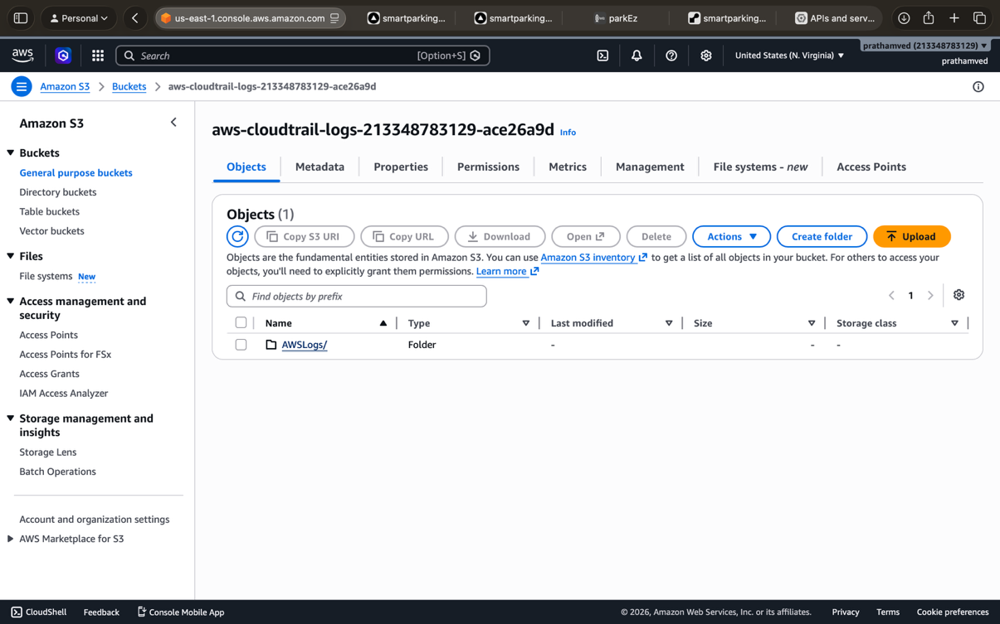 Personal
us-east-1.console.aws.amazon.com
smartparking...
smartparking...
parkEz
smartparking...
APIs and serv...
aws
Search
[Option+S]
United States (N. Virginia)
prathamved (213348783129)
prathamved
Amazon S3
Buckets
aws-cloudtrail-logs-213348783129-ace26a9d
Amazon S3
Buckets
General purpose buckets
Directory buckets
Table buckets
Vector buckets
Files
File systems New
Access management and
security
Access Points
Access Points for FSx
Access Grants
IAM Access Analyzer
Storage management and
insights
Storage Lens
Batch Operations
Account and organization settings
AWS Marketplace for S3
aws-cloudtrail-logs-213348783129-ace26a9d Info
Objects
Metadata
Properties
Permissions
Metrics
Management
File systems - new
Access Points
Objects (1)
Copy S3 URI
Copy URL
Download
Open
Delete
Actions
Create folder
Upload
Objects are the fundamental entities stored in Amazon S3. You can use Amazon S3 inventory to get a list of all objects in your bucket. For others to access your
objects, you'll need to explicitly grant them permissions. Learn more
Find objects by prefix
1
Name
Type
Last modified
Size
Storage class
AWSLogs/
Folder
-
-
-
CloudShell
Feedback
Console Mobile App
© 2026, Amazon Web Services, Inc. or its affiliates.
Privacy
Terms
Cookie preferences